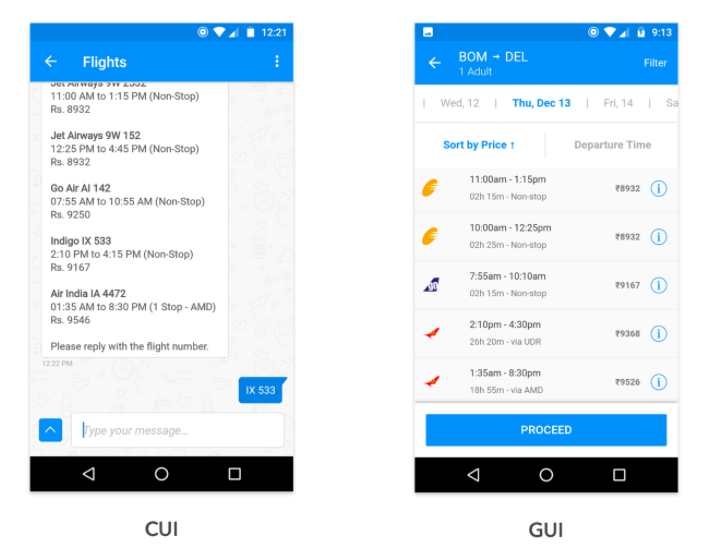 12:21
Flights
Jet Airways 9W 2332
11:00 AM to 1:15 PM (Non-Stop)
Rs. 8932
Jet Airways 9W 152
12:25 PM to 4:45 PM (Non-Stop)
Rs. 8932
Go Air AI 142
07:55 AM to 10:55 AM (Non-Stop)
Rs. 9250
Indigo IX 533
2:10 PM to 4:15 PM (Non-Stop)
Rs. 9167
Air India IA 4472
01:35 AM to 8:30 PM (1 Stop - AMD)
Rs. 9546
Please reply with the flight number.
12:22 PM
IX 533
Type your message...
CUI
9:13
BOM → DEL
1 Adult
Filter
Wed, 12 | Thu, Dec 13 | Fri, 14 | Sa
Sort by Price ↑ Departure Time
11:00am - 1:15pm
02h 15m - Non-stop
₹8932
10:00am - 12:25pm
02h 25m - Non-stop
₹8932
7:55am - 10:10am
02h 15m - Non-stop
₹9167
2:10pm - 4:30pm
26h 20m - via UDR
₹9368
1:35am - 8:30pm
18h 55m - via AMD
₹9526
PROCEED
GUI